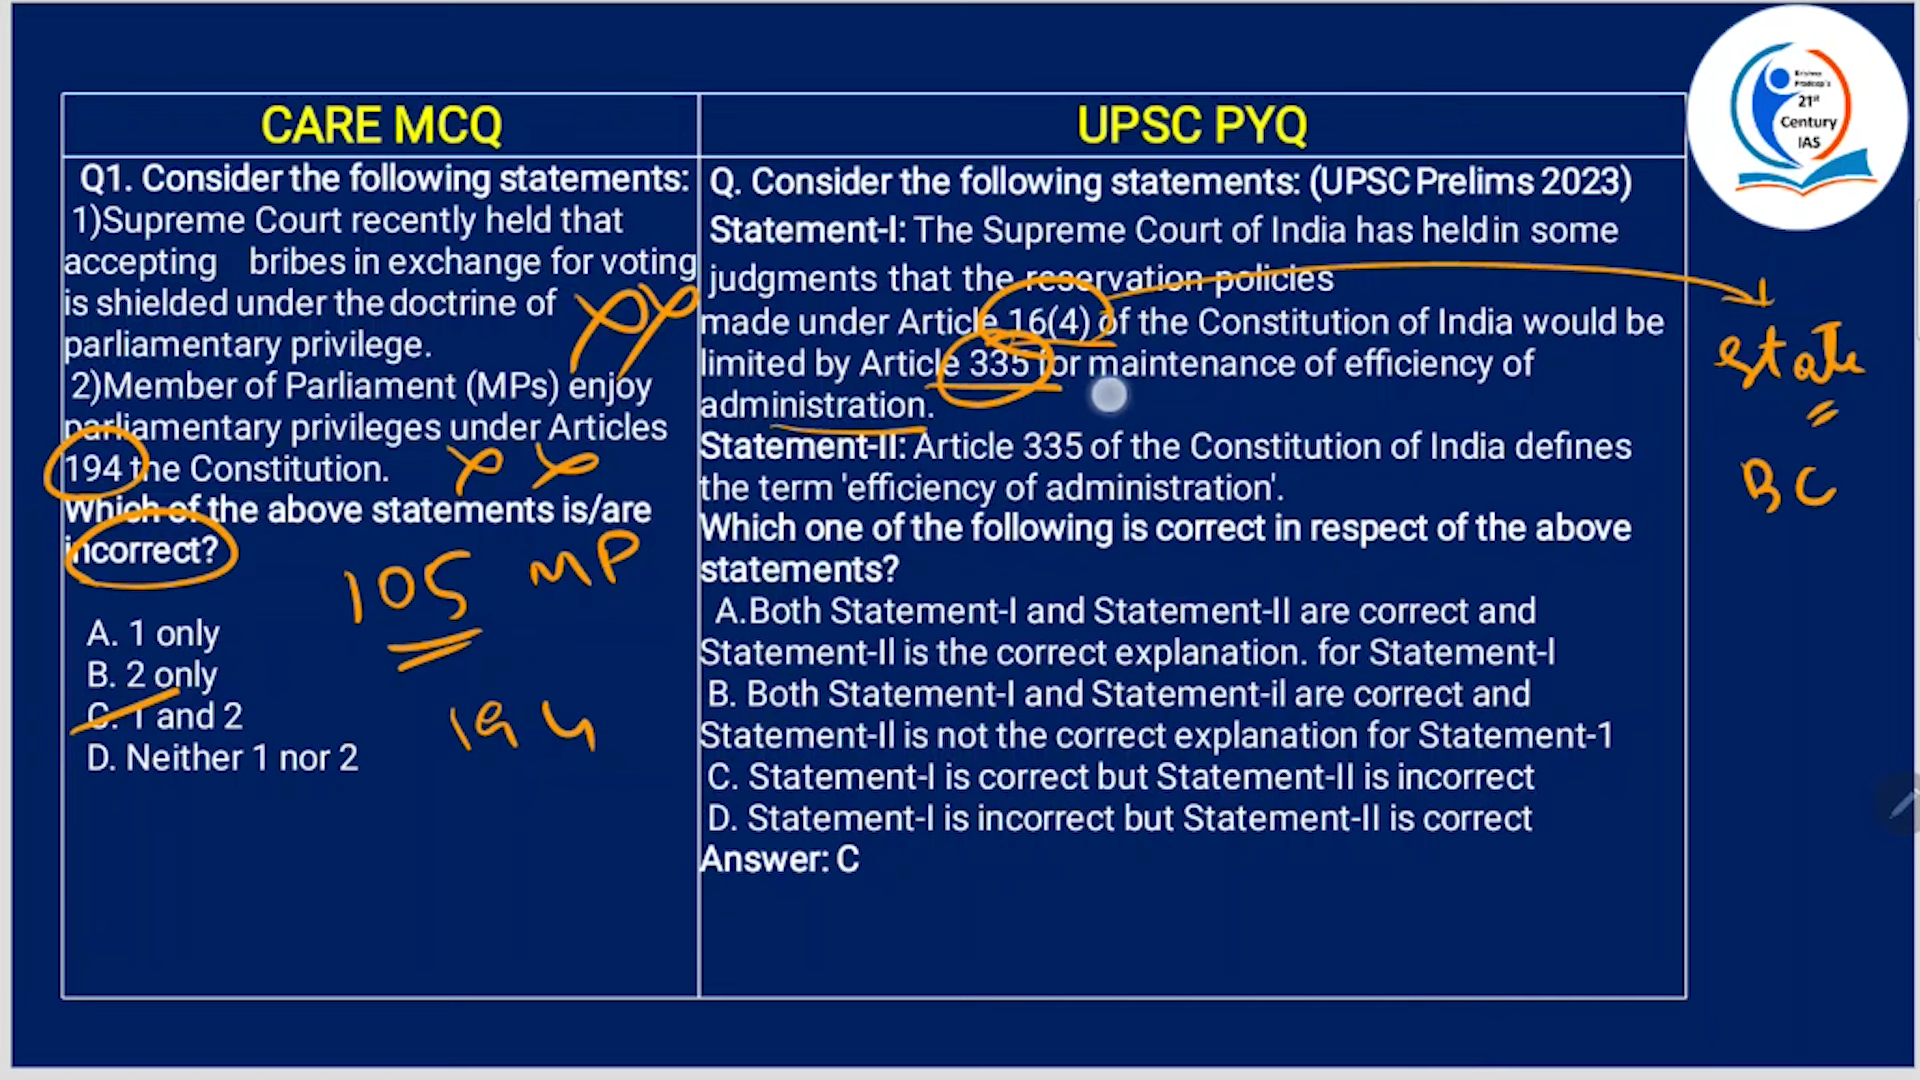 Krishna
Pradeep's
21st
Century
IAS
CARE MCQ
Q1. Consider the following statements:
1)Supreme Court recently held that
accepting bribes in exchange for voting
is shielded under the doctrine of
parliamentary privilege.
2)Member of Parliament (MPs) enjoy
parliamentary privileges under Articles
194 the Constitution.
Which of the above statements is/are
incorrect?
105 MP
A. 1 only
B. 2 only
C. 1 and 2
194
D. Neither 1 nor 2
UPSC PYQ
Q. Consider the following statements: (UPSC Prelims 2023)
Statement-I: The Supreme Court of India has held in some
judgments that the reservation policies
made under Article 16(4) of the Constitution of India would be
limited by Article 335 for maintenance of efficiency of
administration.
Statement-II: Article 335 of the Constitution of India defines
the term 'efficiency of administration'.
Which one of the following is correct in respect of the above
statements?
A.Both Statement-I and Statement-II are correct and
Statement-II is the correct explanation. for Statement-I
B. Both Statement-I and Statement-il are correct and
Statement-II is not the correct explanation for Statement-1
C. Statement-I is correct but Statement-II is incorrect
D. Statement-I is incorrect but Statement-II is correct
Answer: C
State
BC